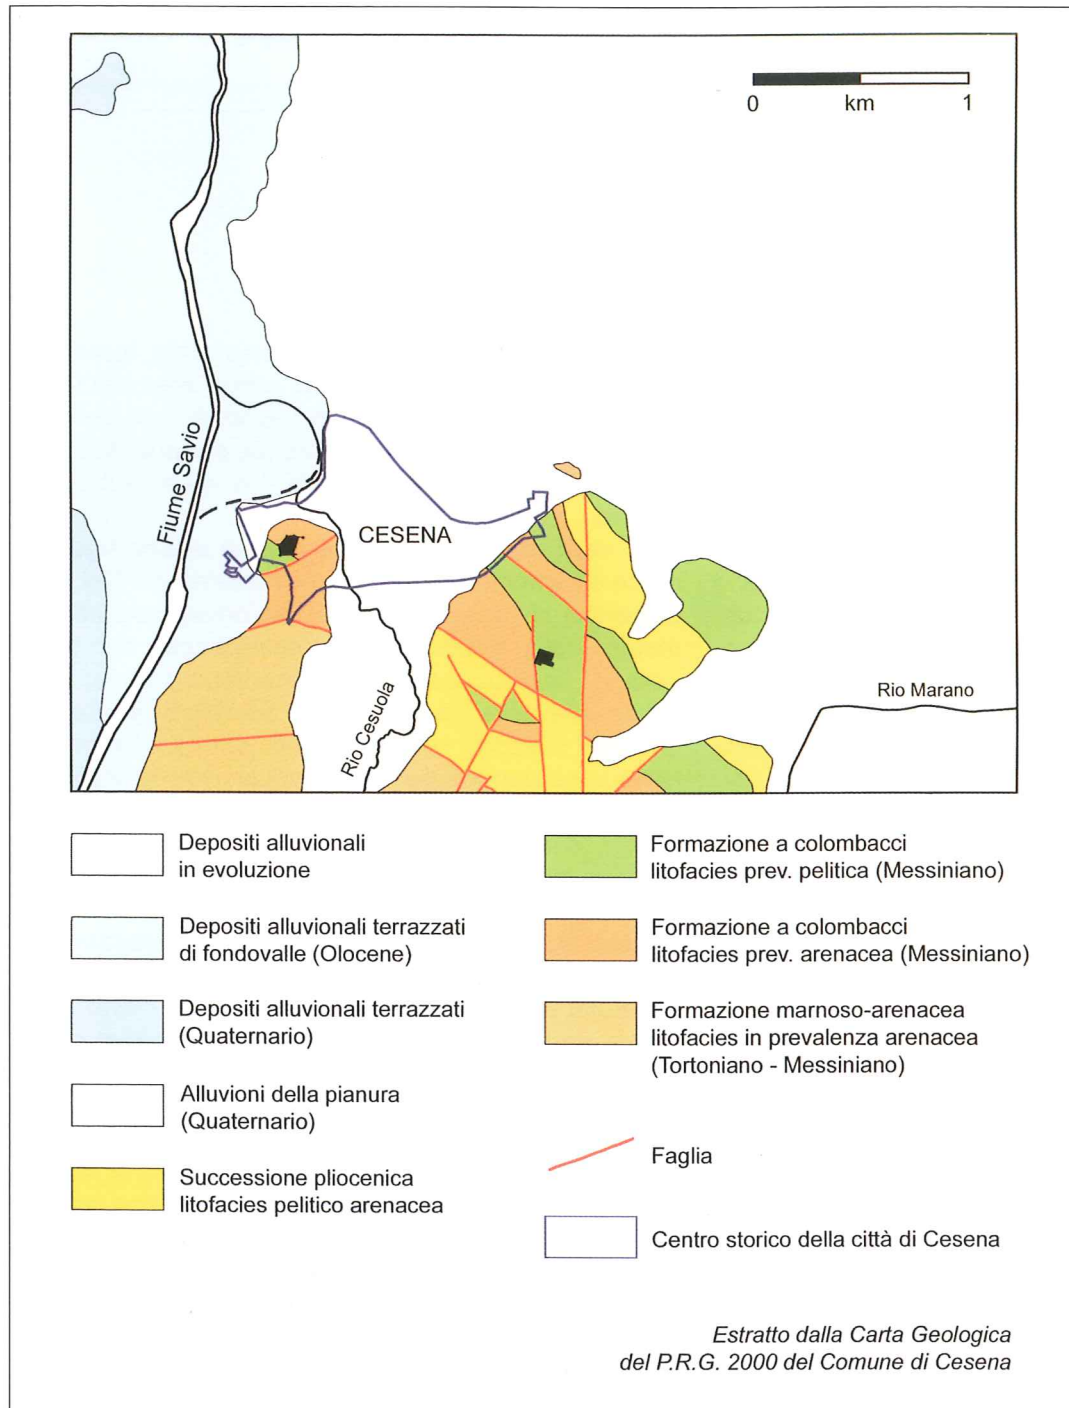 0 km 1
Fiume Savio
CESENA
Rio Cesuola
Rio Marano
Depositi alluvionali
in evoluzione
Depositi alluvionali terrazzati
di fondovalle (Olocene)
Depositi alluvionali terrazzati
(Quaternario)
Alluvioni della pianura
(Quaternario)
Successione pliocenica
litofacies pelitico arenacea
Formazione a colombacci
litofacies prev. pelitica (Messiniano)
Formazione a colombacci
litofacies prev. arenacea (Messiniano)
Formazione marnoso-arenacea
litofacies in prevalenza arenacea
(Tortoniano - Messiniano)
Faglia
Centro storico della città di Cesena
Estratto dalla Carta Geologica
del P.R.G. 2000 del Comune di Cesena